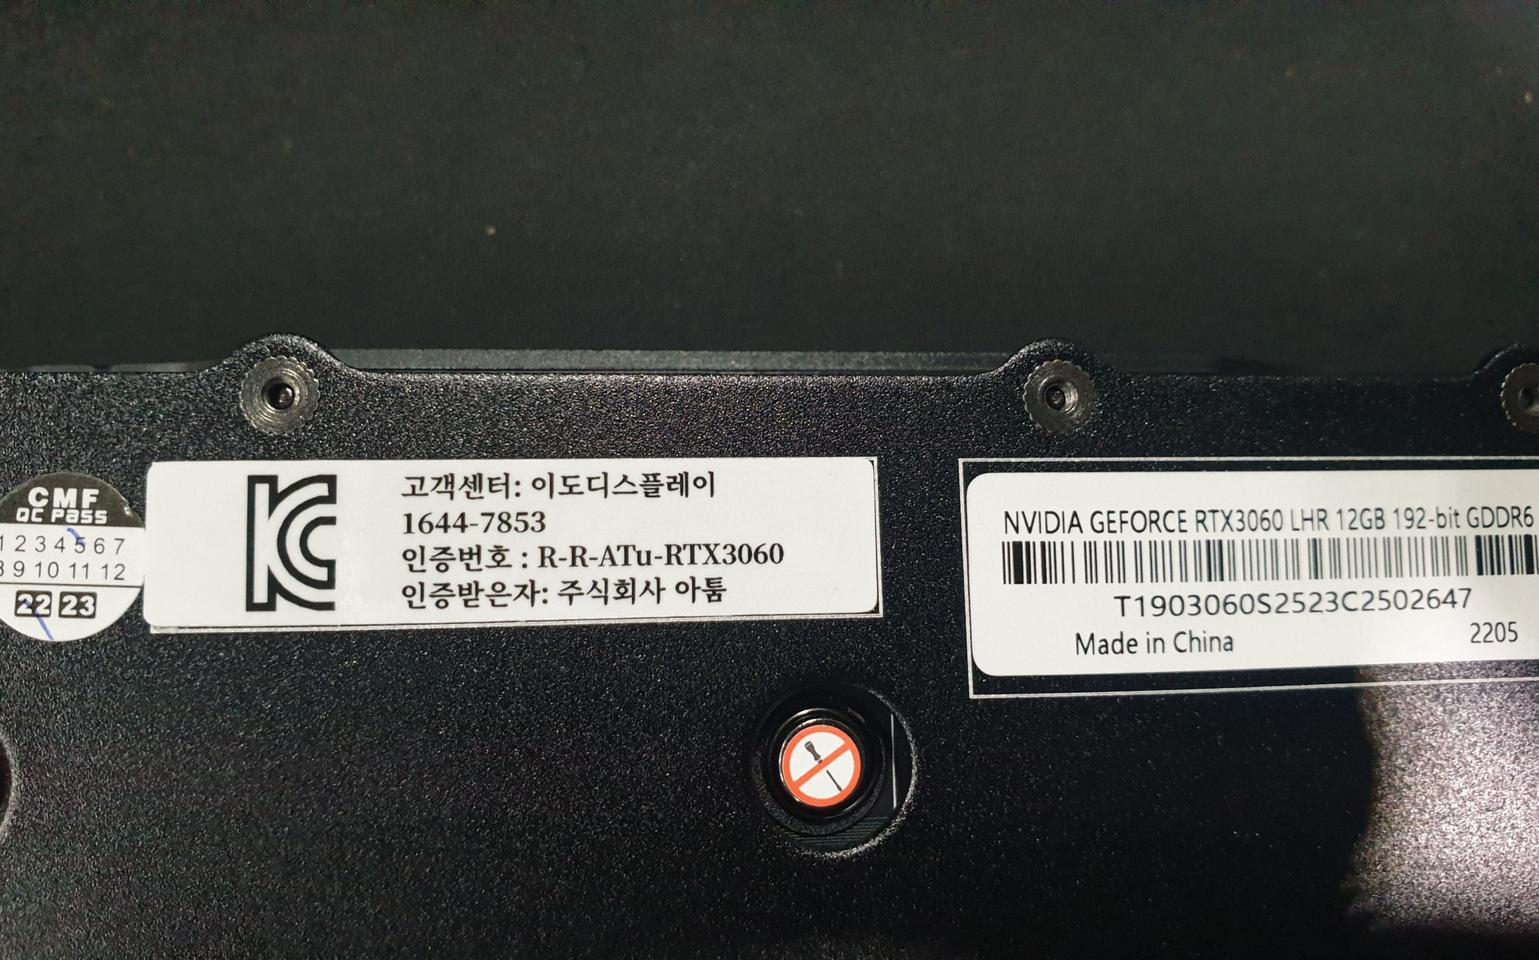 CMF
QC Pass
1 2 3 4 5 6 7
8 9 10 11 12
22 23
고객센터: 이도디스플레이
1644-7853
인증번호 : R-R-ATu-RTX3060
인증받은자: 주식회사 아툼
NVIDIA GEFORCE RTX3060 LHR 12GB 192-bit GDDR6
T1903060S2523C2502647
Made in China 2205